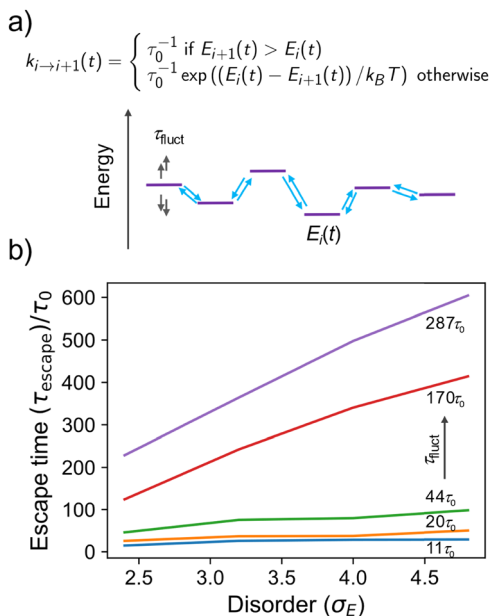 a)
k_{i→i+1}(t) = { τ_0^{-1} if E_{i+1}(t) > E_i(t)
τ_0^{-1} exp ((E_i(t) − E_{i+1}(t)) /k_B T) otherwise
Energy
τ_fluct
E_i(t)
b)
Escape time (τ_escape)/τ_0
600
500
400
300
200
100
0
287τ_0
170τ_0
τ_fluct
44τ_0
20τ_0
11τ_0
2.5 3.0 3.5 4.0 4.5
Disorder (σ_E)